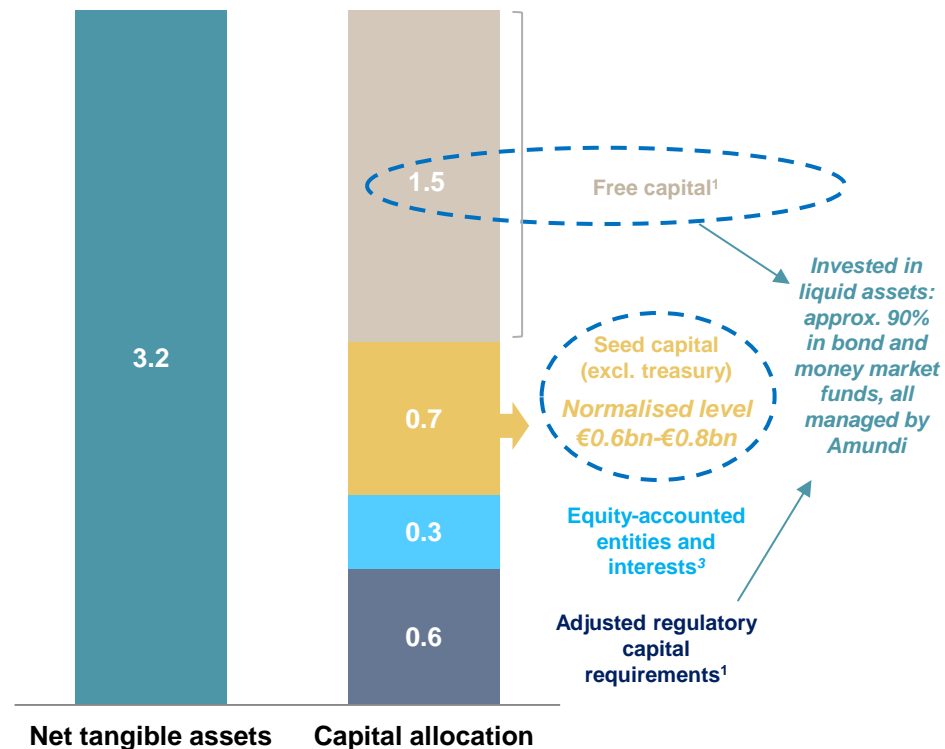 1.5
Free capital¹
Invested in
liquid assets:
approx. 90%
in bond and
money market
funds, all
managed by
Amundi
3.2
Seed capital
(excl. treasury)
0.7
Normalised level
€0.6bn-€0.8bn
0.3
Equity-accounted
entities and
interests³
0.6
Adjusted regulatory
capital
requirements¹
Net tangible assets
Capital allocation